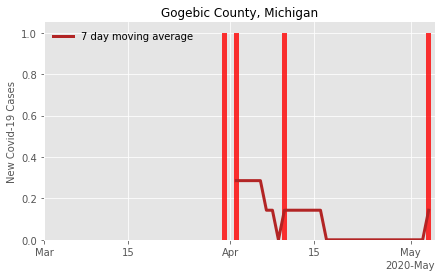 Gogebic County, Michigan
7 day moving average
New Covid-19 Cases
1.0
0.8
0.6
0.4
0.2
0.0
Mar
15
Apr
15
May
2020-May